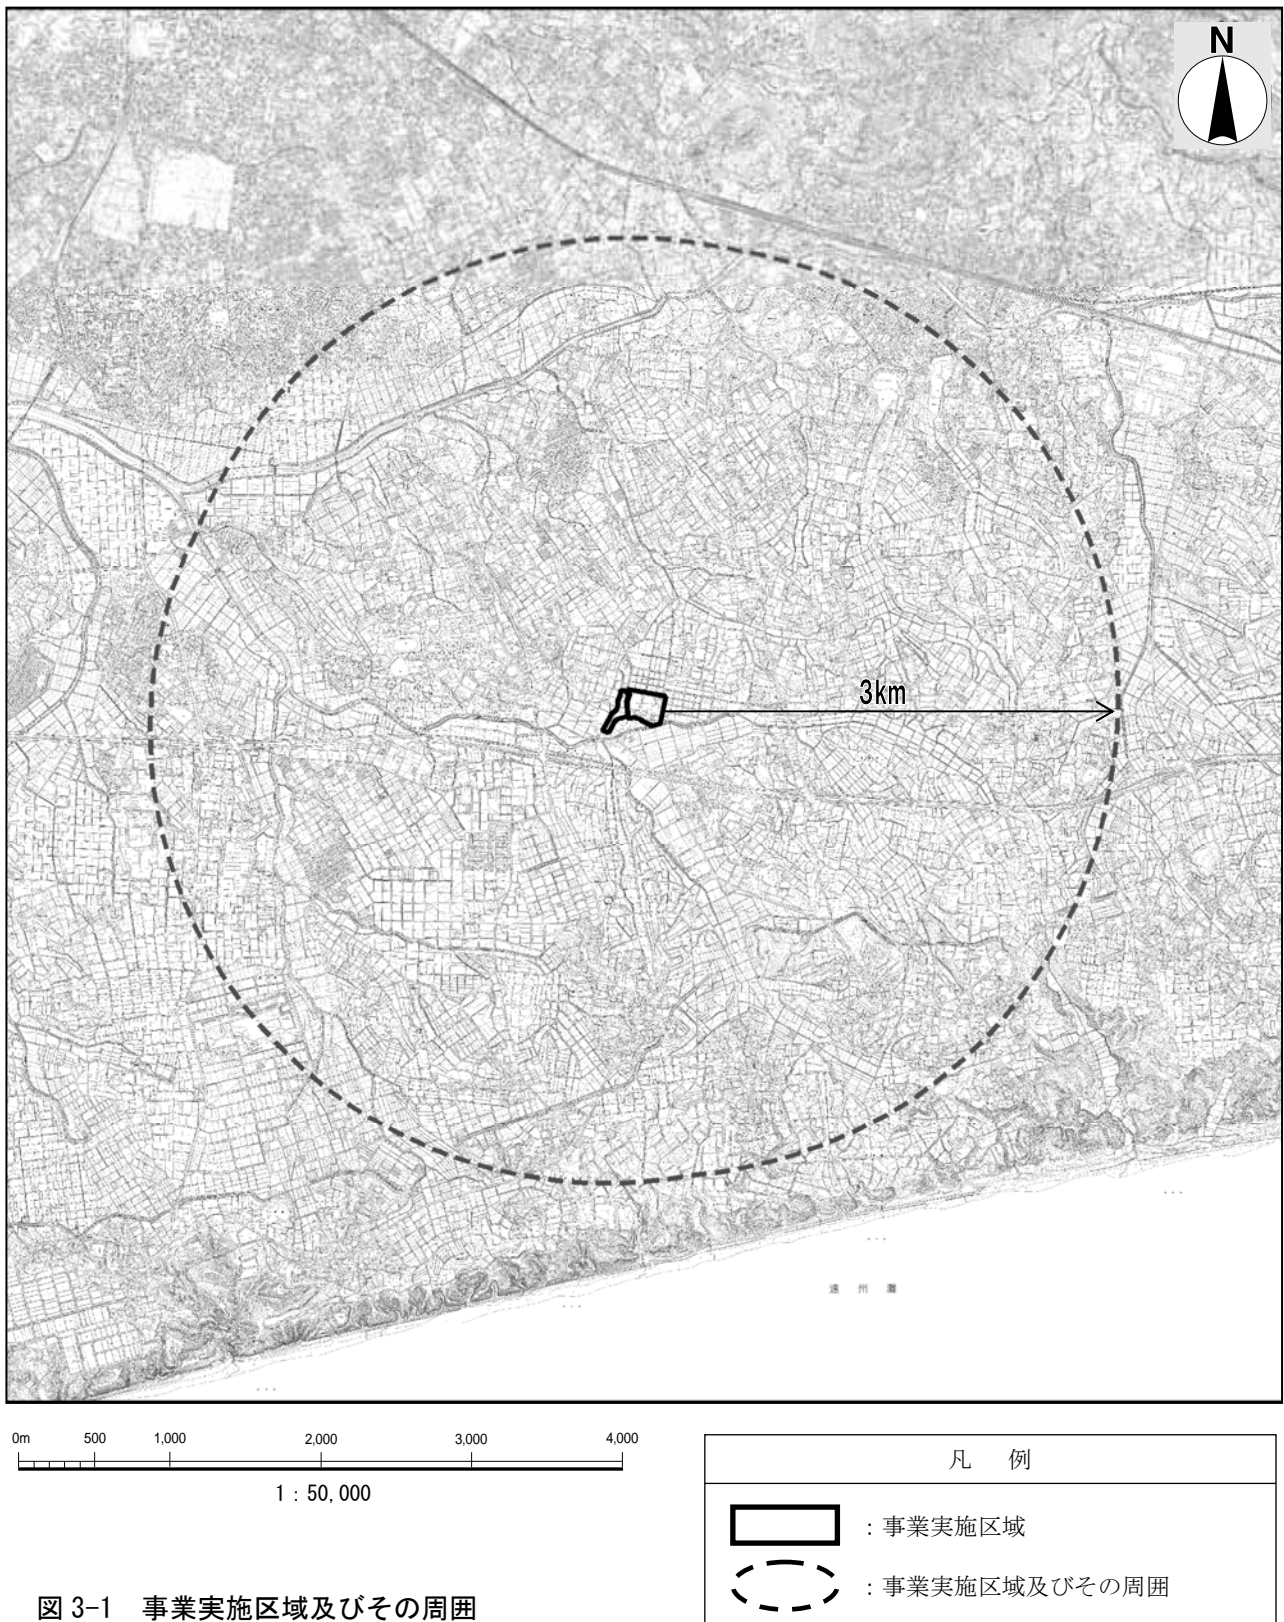 N
3km
遠州灘
0m 500 1,000 2,000 3,000 4,000
1：50,000
凡 例
：事業実施区域
：事業実施区域及びその周囲
図 3-1 事業実施区域及びその周囲